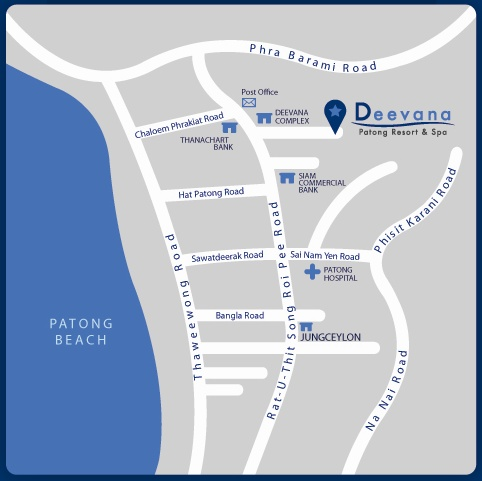 Phra Barami Road
Post Office
DEEVANA
COMPLEX
Deevana
Patong Resort & Spa
Chaloem Phrakiat Road
THANACHART
BANK
SIAM
COMMERCIAL
BANK
Hat Patong Road
Phisit Karani Road
Thaweewong Road
Rat-U-Thit Song Roi Pee Road
Sawatdeerak Road
Sai Nam Yen Road
PATONG
HOSPITAL
PATONG
BEACH
Bangla Road
JUNGCEYLON
Na Nai Road